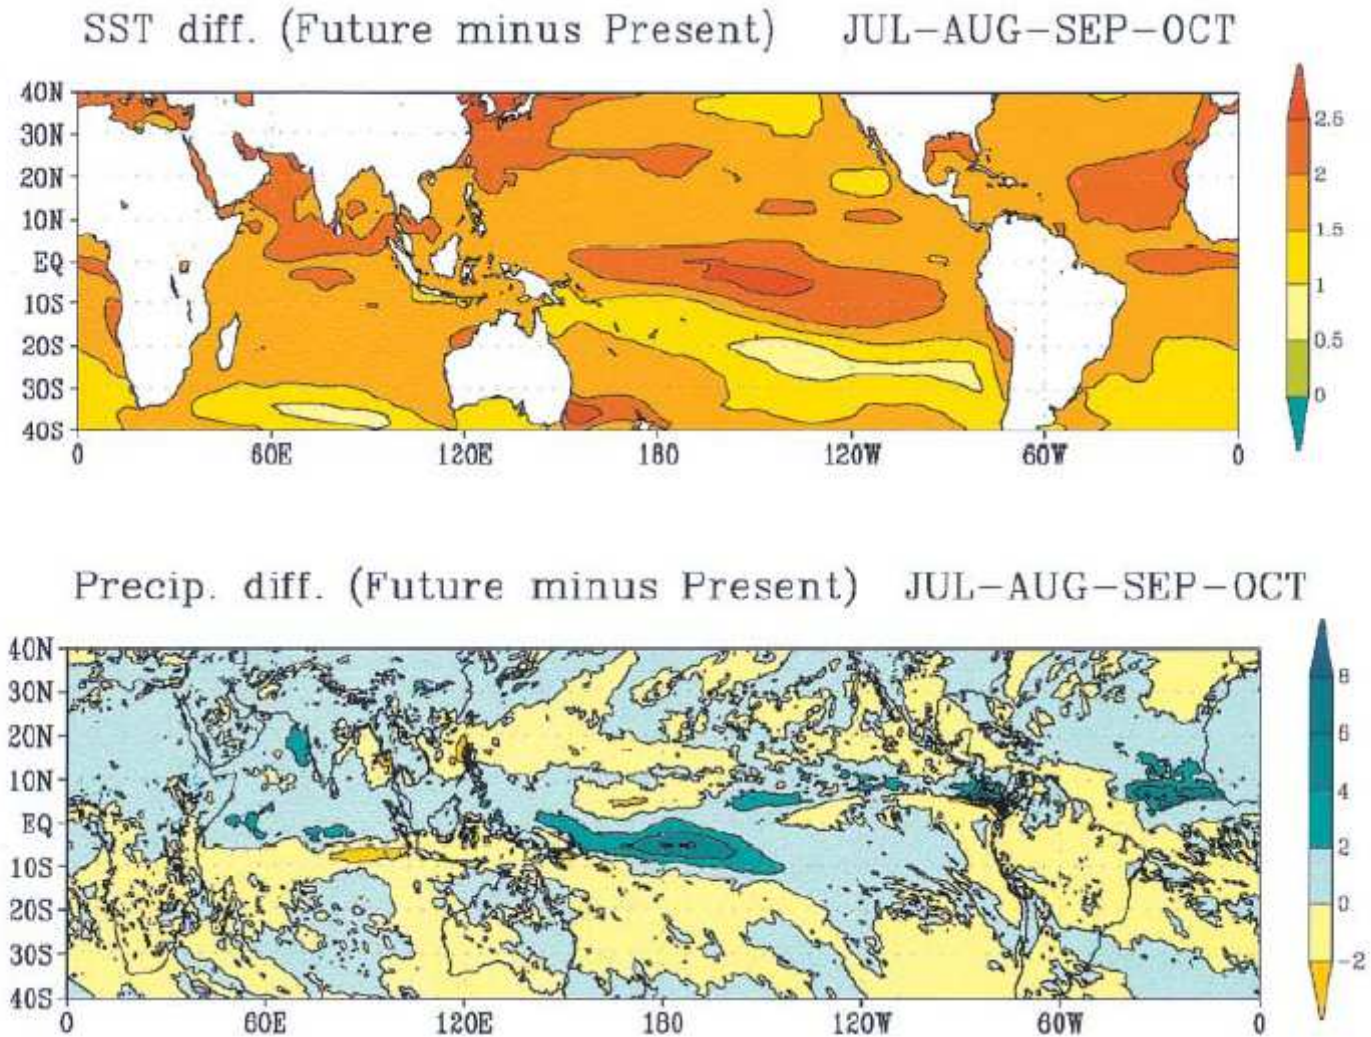 SST diff. (Future minus Present) JUL-AUG-SEP-OCT
40N
30N
20N
10N
EQ
10S
20S
30S
40S
0 60E 120E 180 120W 60W 0
2.5
2
1.5
1
0.5
0
Precip. diff. (Future minus Present) JUL-AUG-SEP-OCT
40N
30N
20N
10N
EQ
10S
20S
30S
40S
0 60E 120E 180 120W 60W 0
8
6
4
2
0
-2